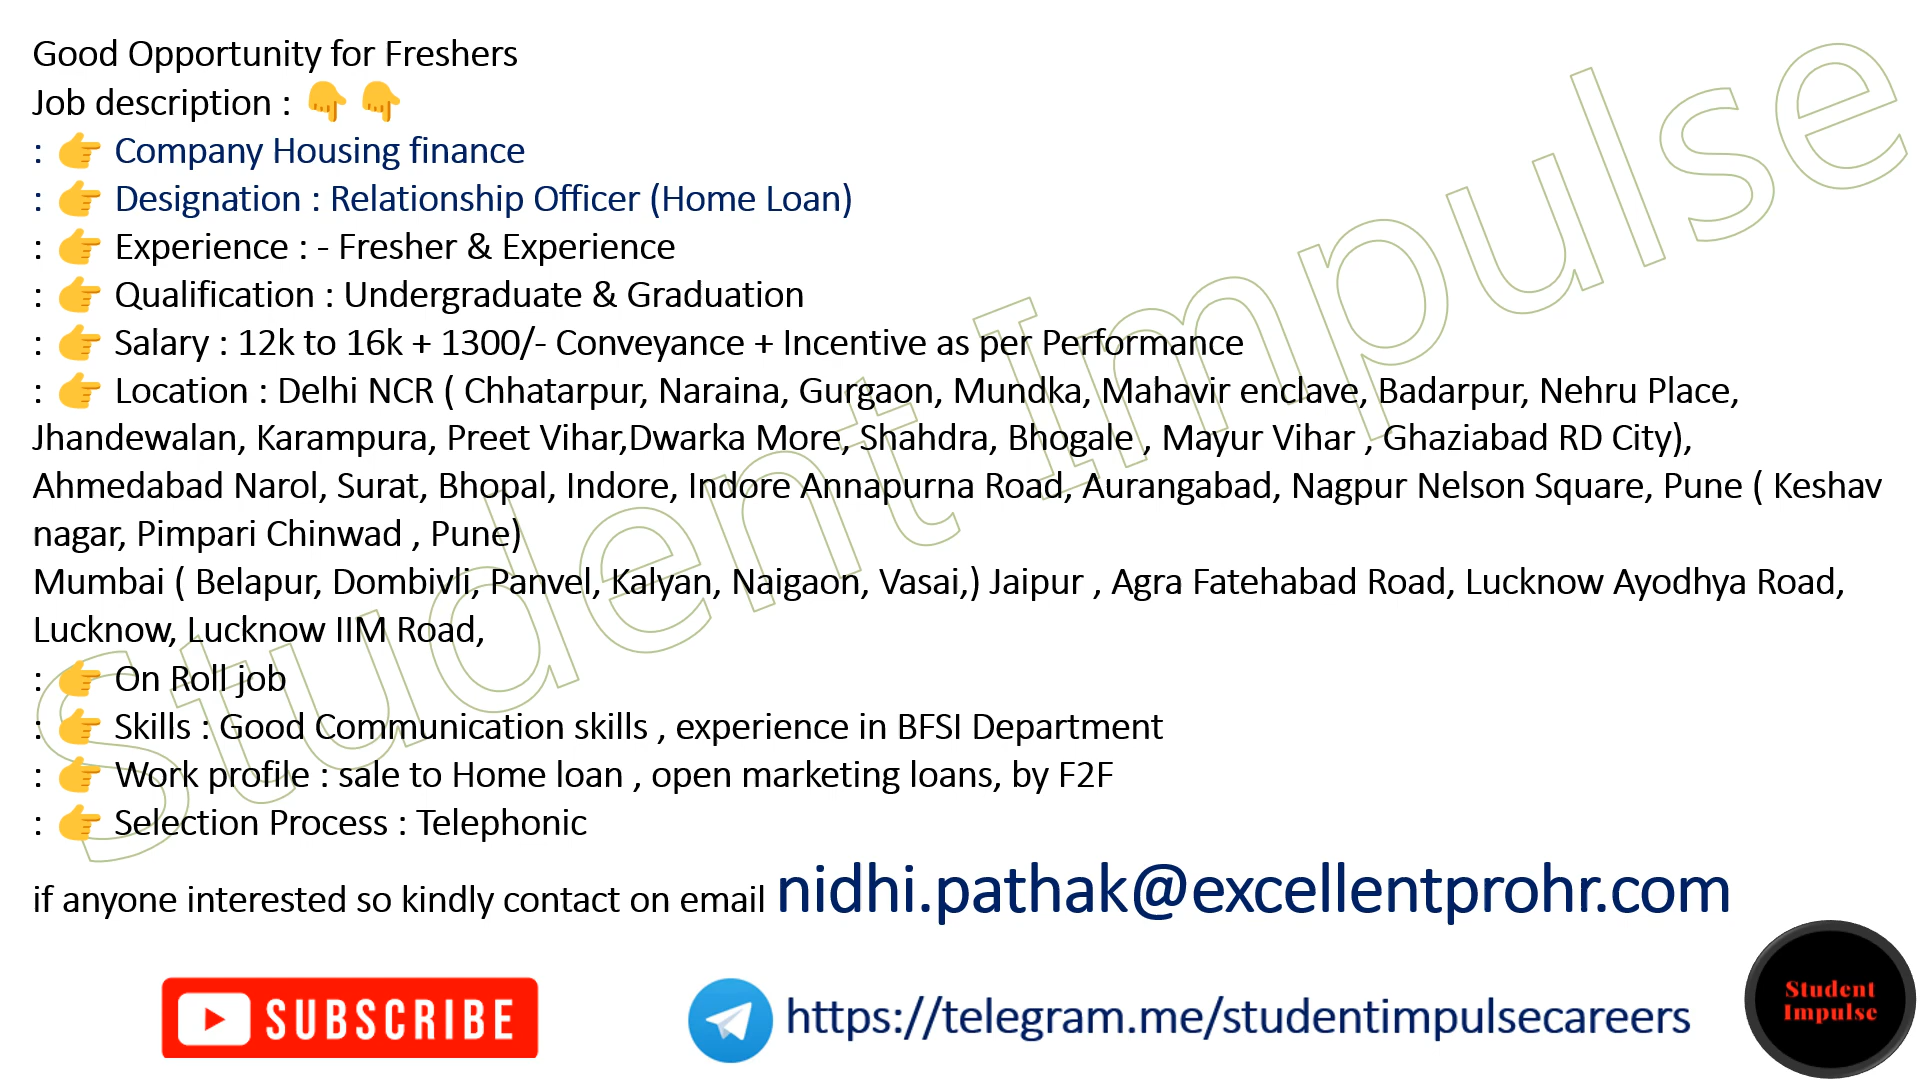 Good Opportunity for Freshers
Job description : 👇 👇
: 👉 Company Housing finance
: 👉 Designation : Relationship Officer (Home Loan)
: 👉 Experience : - Fresher & Experience
: 👉 Qualification : Undergraduate & Graduation
: 👉 Salary : 12k to 16k + 1300/- Conveyance + Incentive as per Performance
: 👉 Location : Delhi NCR ( Chhatarpur, Naraina, Gurgaon, Mundka, Mahavir enclave, Badarpur, Nehru Place,
Jhandewalan, Karampura, Preet Vihar,Dwarka More, Shahdra, Bhogale , Mayur Vihar , Ghaziabad RD City),
Ahmedabad Narol, Surat, Bhopal, Indore, Indore Annapurna Road, Aurangabad, Nagpur Nelson Square, Pune ( Keshav
nagar, Pimpari Chinwad , Pune)
Mumbai ( Belapur, Dombivli, Panvel, Kalyan, Naigaon, Vasai,) Jaipur , Agra Fatehabad Road, Lucknow Ayodhya Road,
Lucknow, Lucknow IIM Road,
: 👉 On Roll job
: 👉 Skills : Good Communication skills , experience in BFSI Department
: 👉 Work profile : sale to Home loan , open marketing loans, by F2F
: 👉 Selection Process : Telephonic
if anyone interested so kindly contact on email nidhi.pathak@excellentprohr.com
SUBSCRIBE
https://telegram.me/studentimpulsecareers
Student
Impulse
Student Impulse